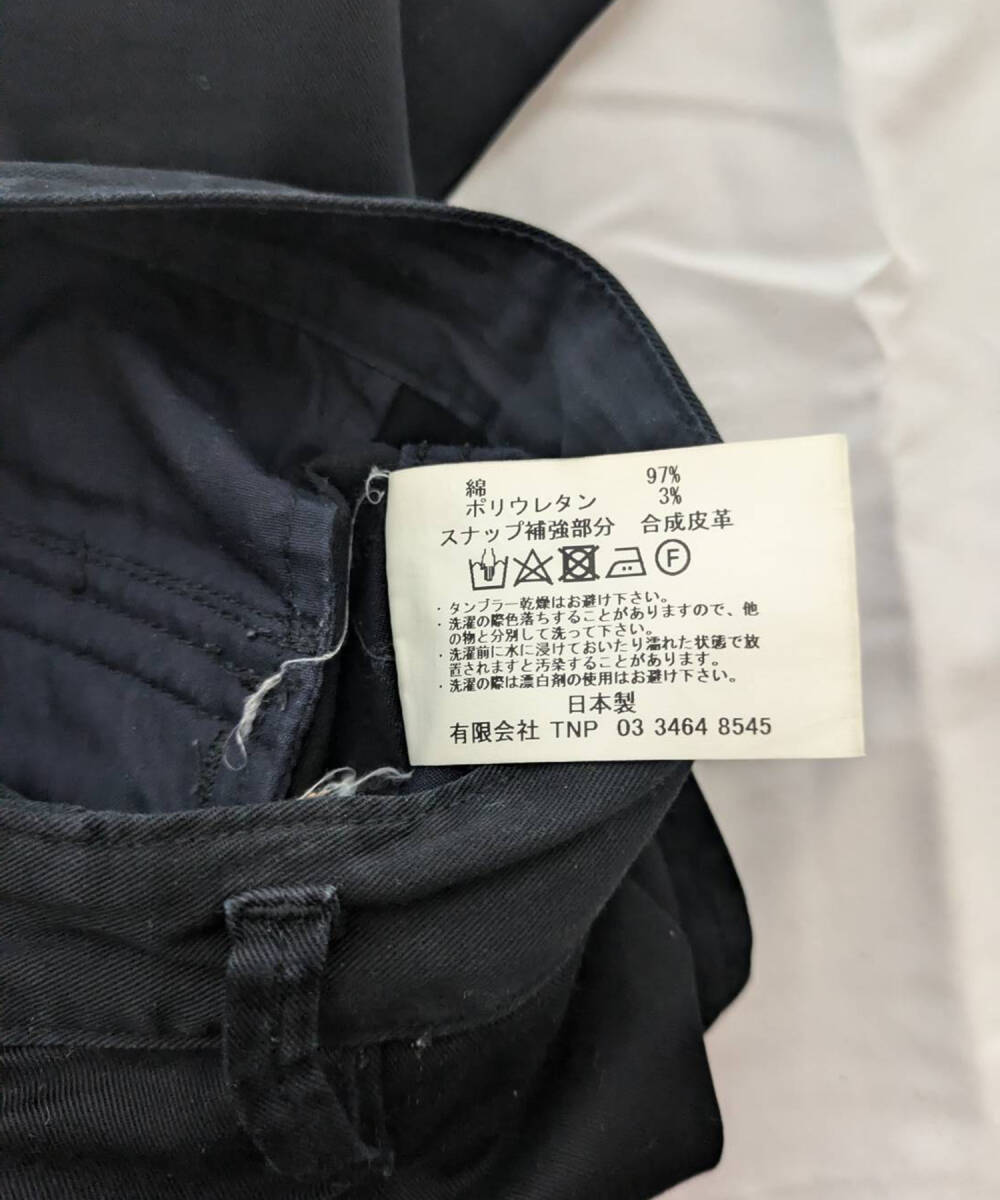 綿 97%
ポリウレタン 3%
スナップ補強部分 合成皮革
F
・タンブラー乾燥はお避け下さい。
・洗濯の際色落ちすることがありますので、他
の物と分別して洗って下さい。
・洗濯前に水に浸けておいたり濡れた状態で放
置されますと汚染することがあります。
・洗濯の際は漂白剤の使用はお避け下さい。
日本製
有限会社 TNP 03 3464 8545